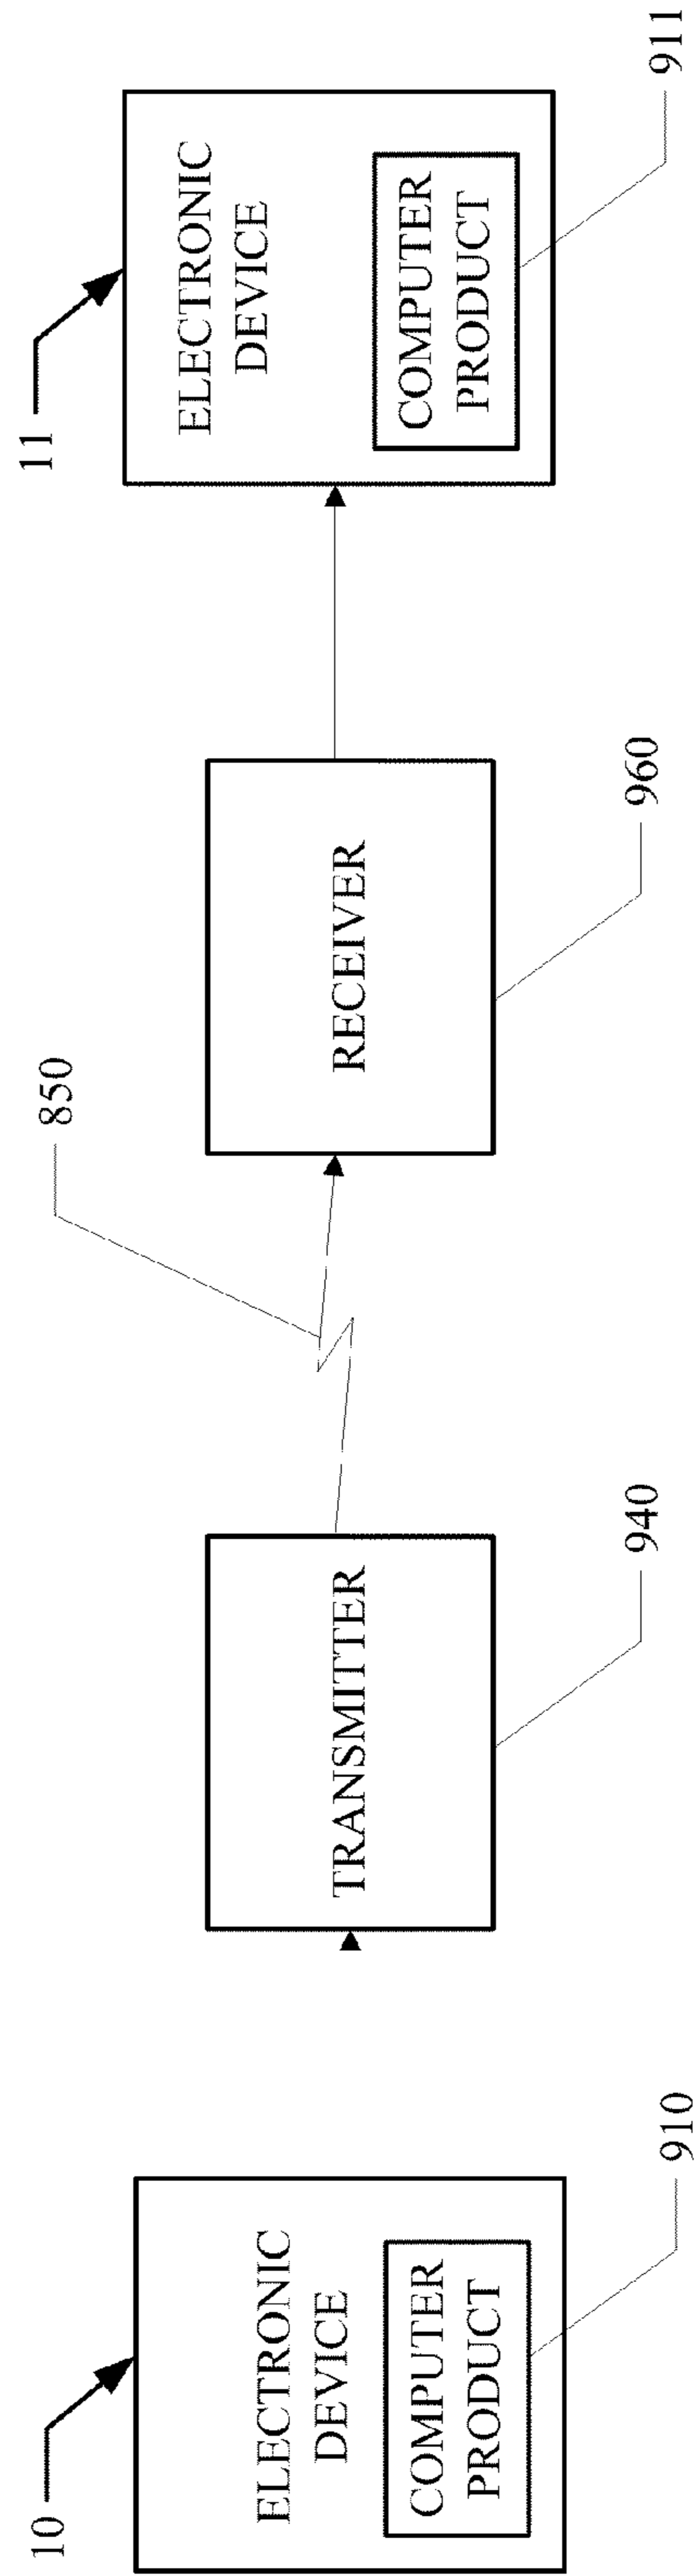 10
ELECTRONIC
DEVICE
COMPUTER
PRODUCT
910
TRANSMITTER
940
850
RECEIVER
960
11
ELECTRONIC
DEVICE
COMPUTER
PRODUCT
911